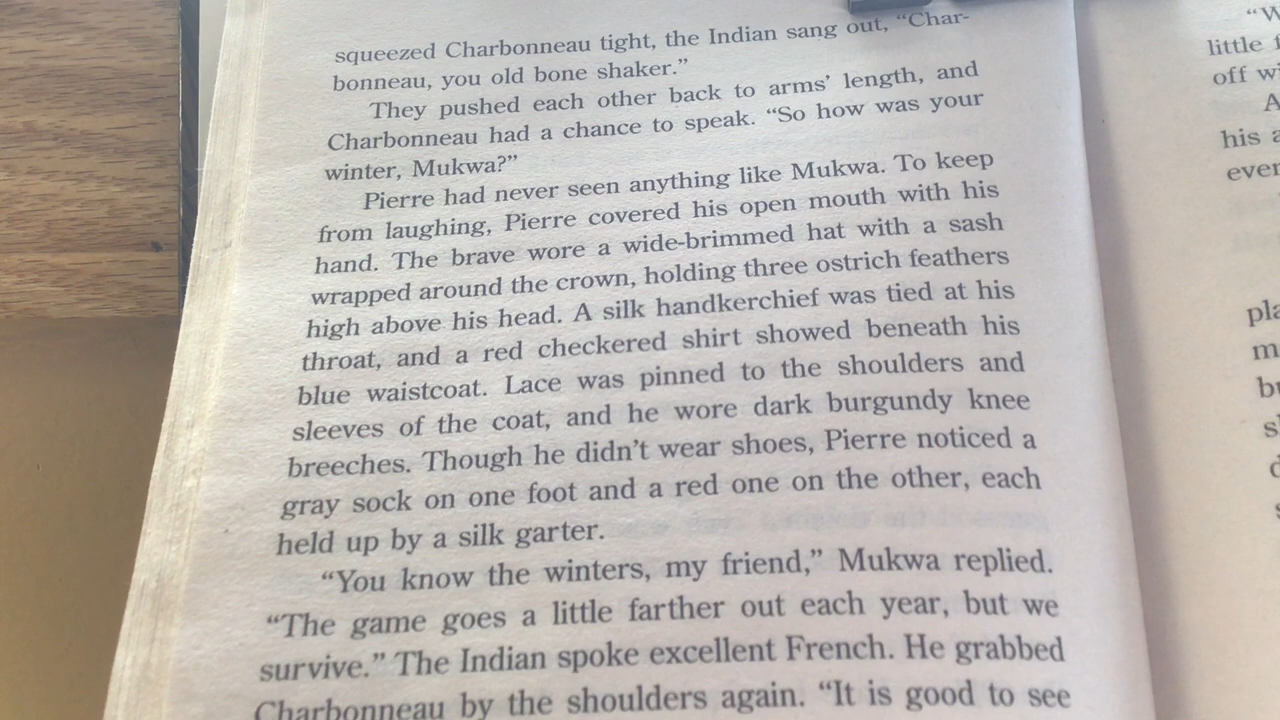 squeezed Charbonneau tight, the Indian sang out, “Char-
bonneau, you old bone shaker.”
They pushed each other back to arms’ length, and
Charbonneau had a chance to speak. “So how was your
winter, Mukwa?”
Pierre had never seen anything like Mukwa. To keep
from laughing, Pierre covered his open mouth with his
hand. The brave wore a wide-brimmed hat with a sash
wrapped around the crown, holding three ostrich feathers
high above his head. A silk handkerchief was tied at his
throat, and a red checkered shirt showed beneath his
blue waistcoat. Lace was pinned to the shoulders and
sleeves of the coat, and he wore dark burgundy knee
breeches. Though he didn’t wear shoes, Pierre noticed a
gray sock on one foot and a red one on the other, each
held up by a silk garter.
“You know the winters, my friend,” Mukwa replied.
“The game goes a little farther out each year, but we
survive.” The Indian spoke excellent French. He grabbed
Charbonneau by the shoulders again. “It is good to see
little
off
his
ever